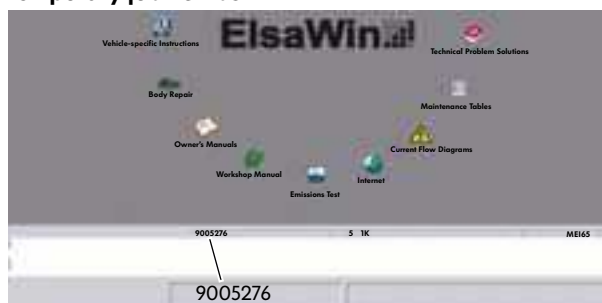 ElsaWin
Vehicle-specific Instructions
Technical Problem Solutions
Body Repair
Maintenance Tables
Owner's Manuals
Current Flow Diagrams
Workshop Manual
Internet
Emissions Test
9005276 5 1K MEI65
9005276